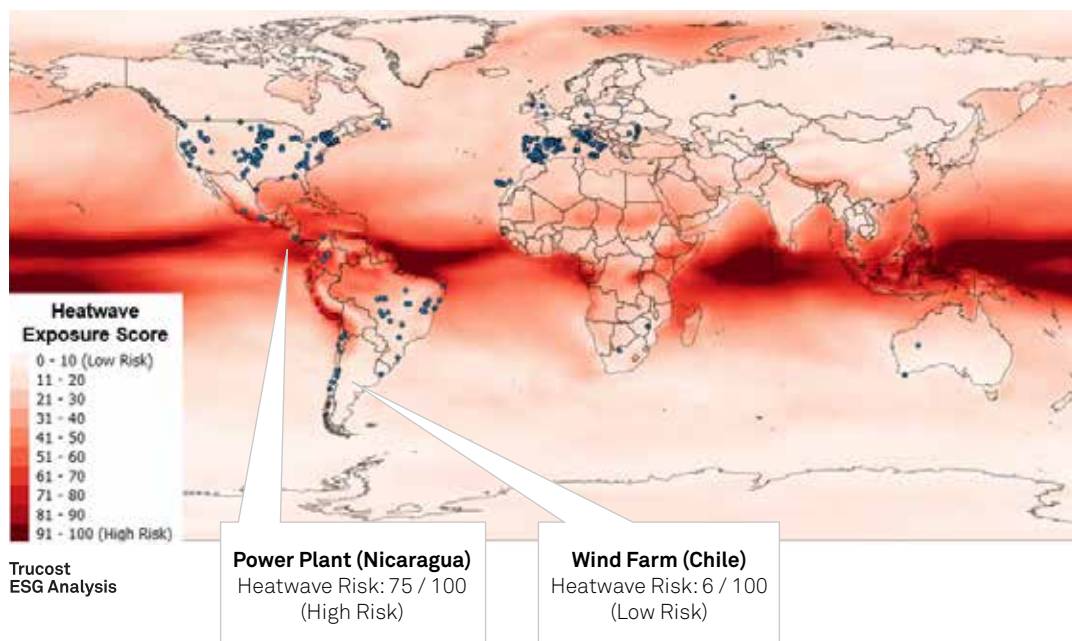 Heatwave
Exposure Score
0 - 10 (Low Risk)
11 - 20
21 - 30
31 - 40
41 - 50
51 - 60
61 - 70
71 - 80
81 - 90
91 - 100 (High Risk)
Trucost
ESG Analysis
Power Plant (Nicaragua)
Heatwave Risk: 75 / 100
(High Risk)
Wind Farm (Chile)
Heatwave Risk: 6 / 100
(Low Risk)